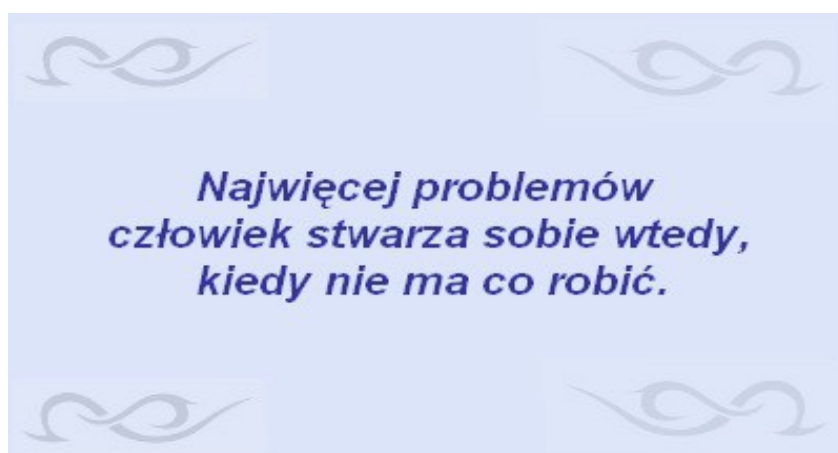 Najwięcej problemów
człowiek stwarza sobie wtedy,
kiedy nie ma co robić.